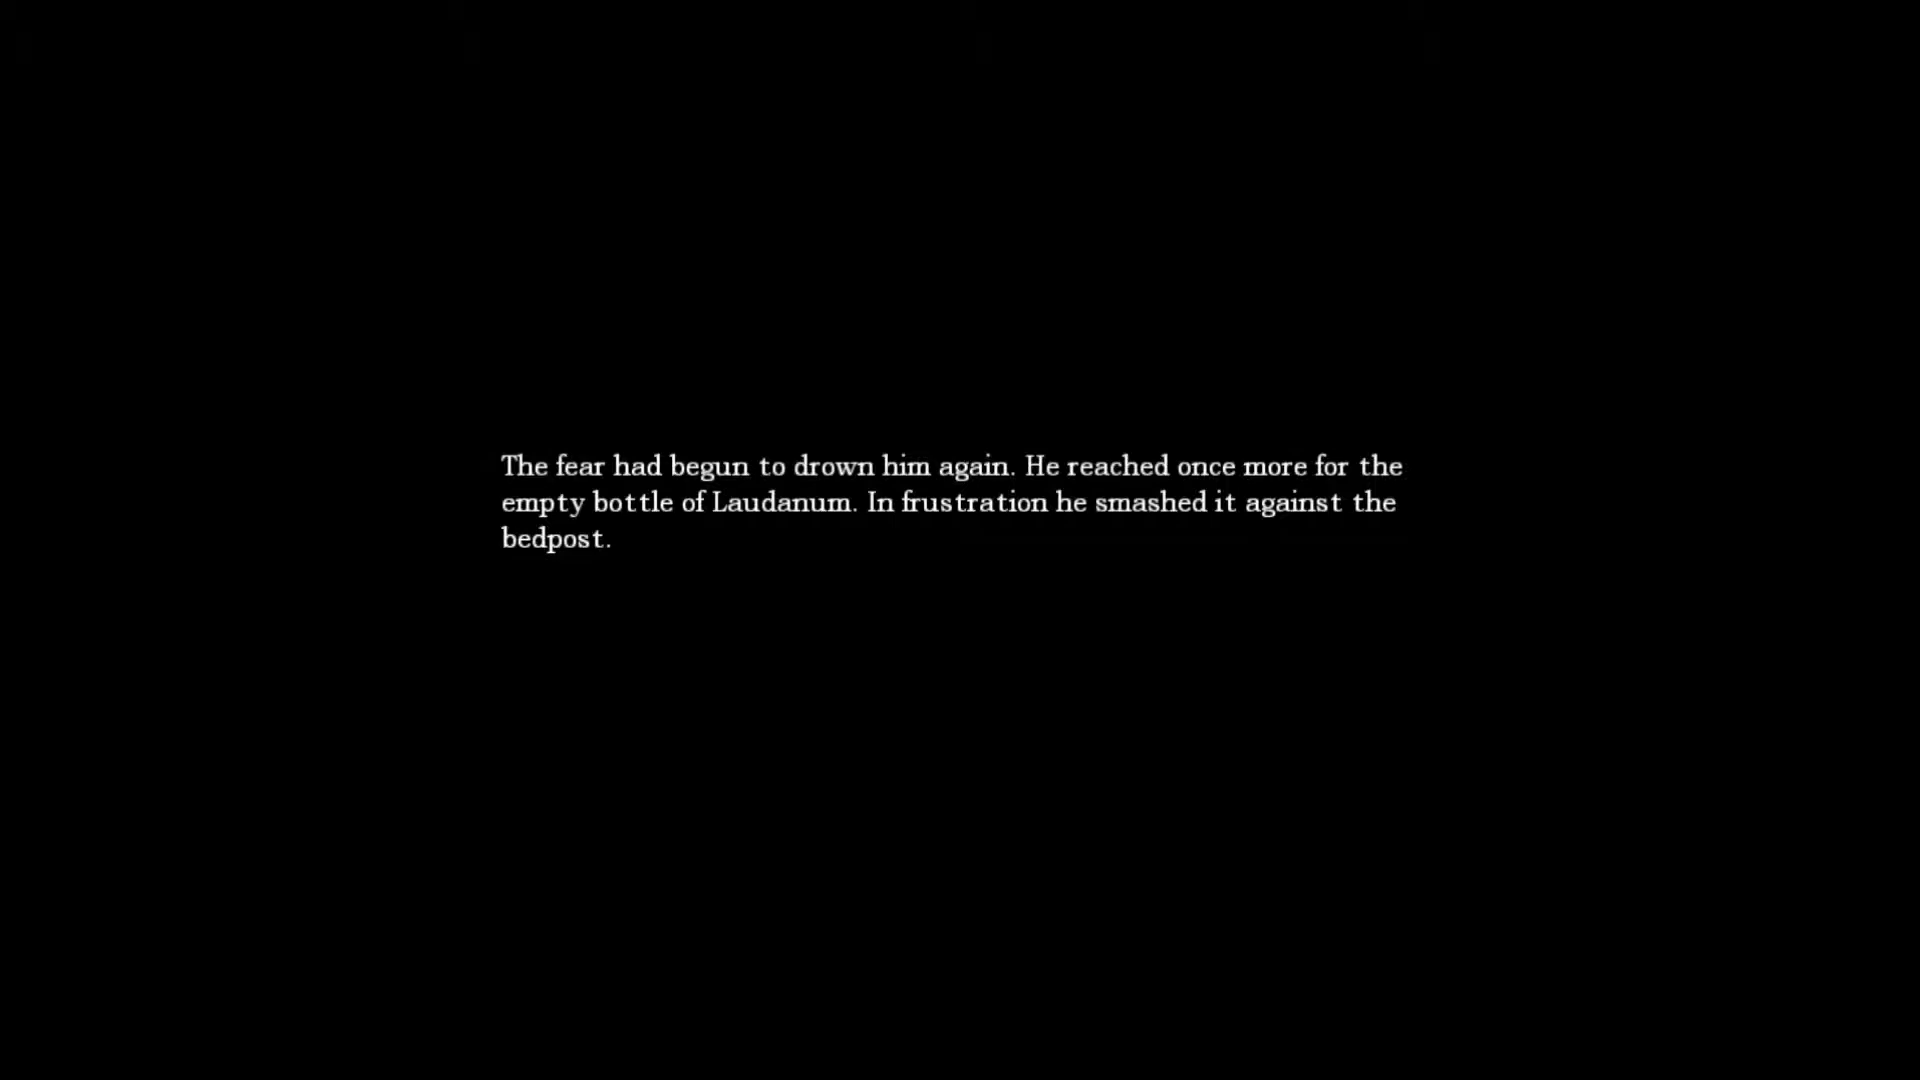 The fear had begun to drown him again. He reached once more for the
empty bottle of Laudanum. In frustration he smashed it against the
bedpost.